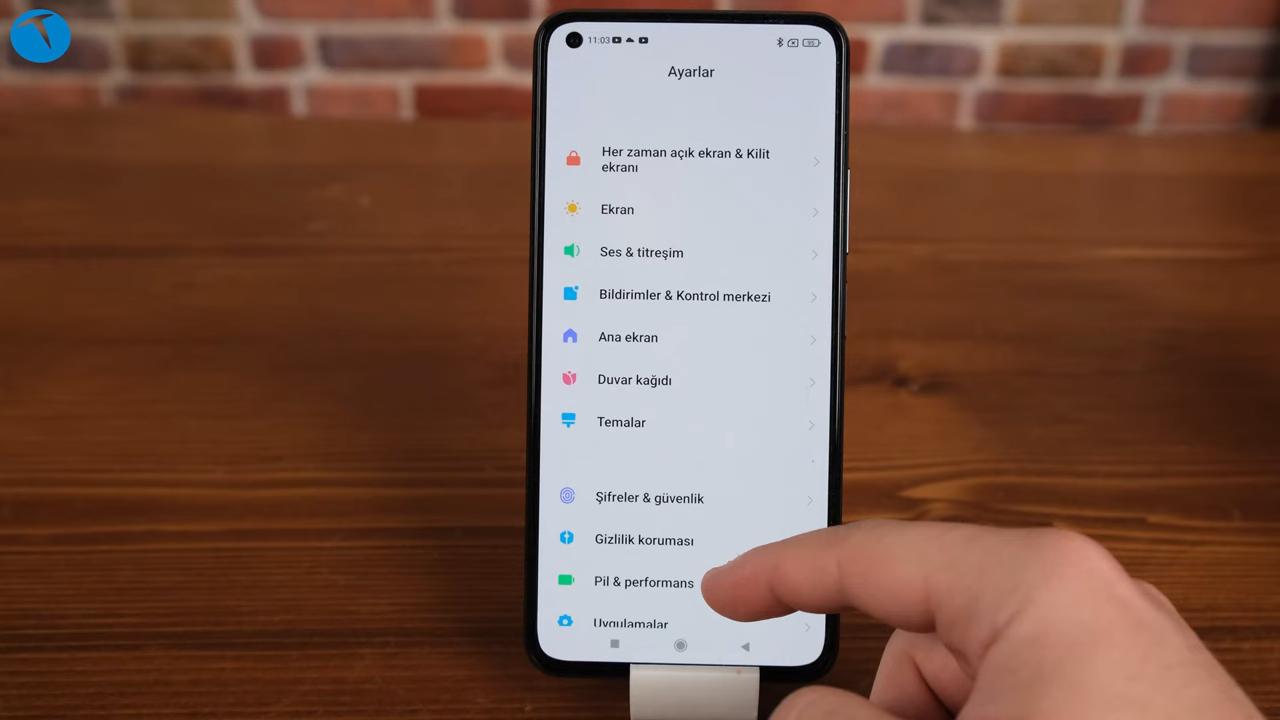 11:03
95
Ayarlar
Her zaman açık ekran & Kilit
ekranı
Ekran
Ses & titreşim
Bildirimler & Kontrol merkezi
Ana ekran
Duvar kağıdı
Temalar
Şifreler & güvenlik
Gizlilik koruması
Pil & performans
Uygulamalar